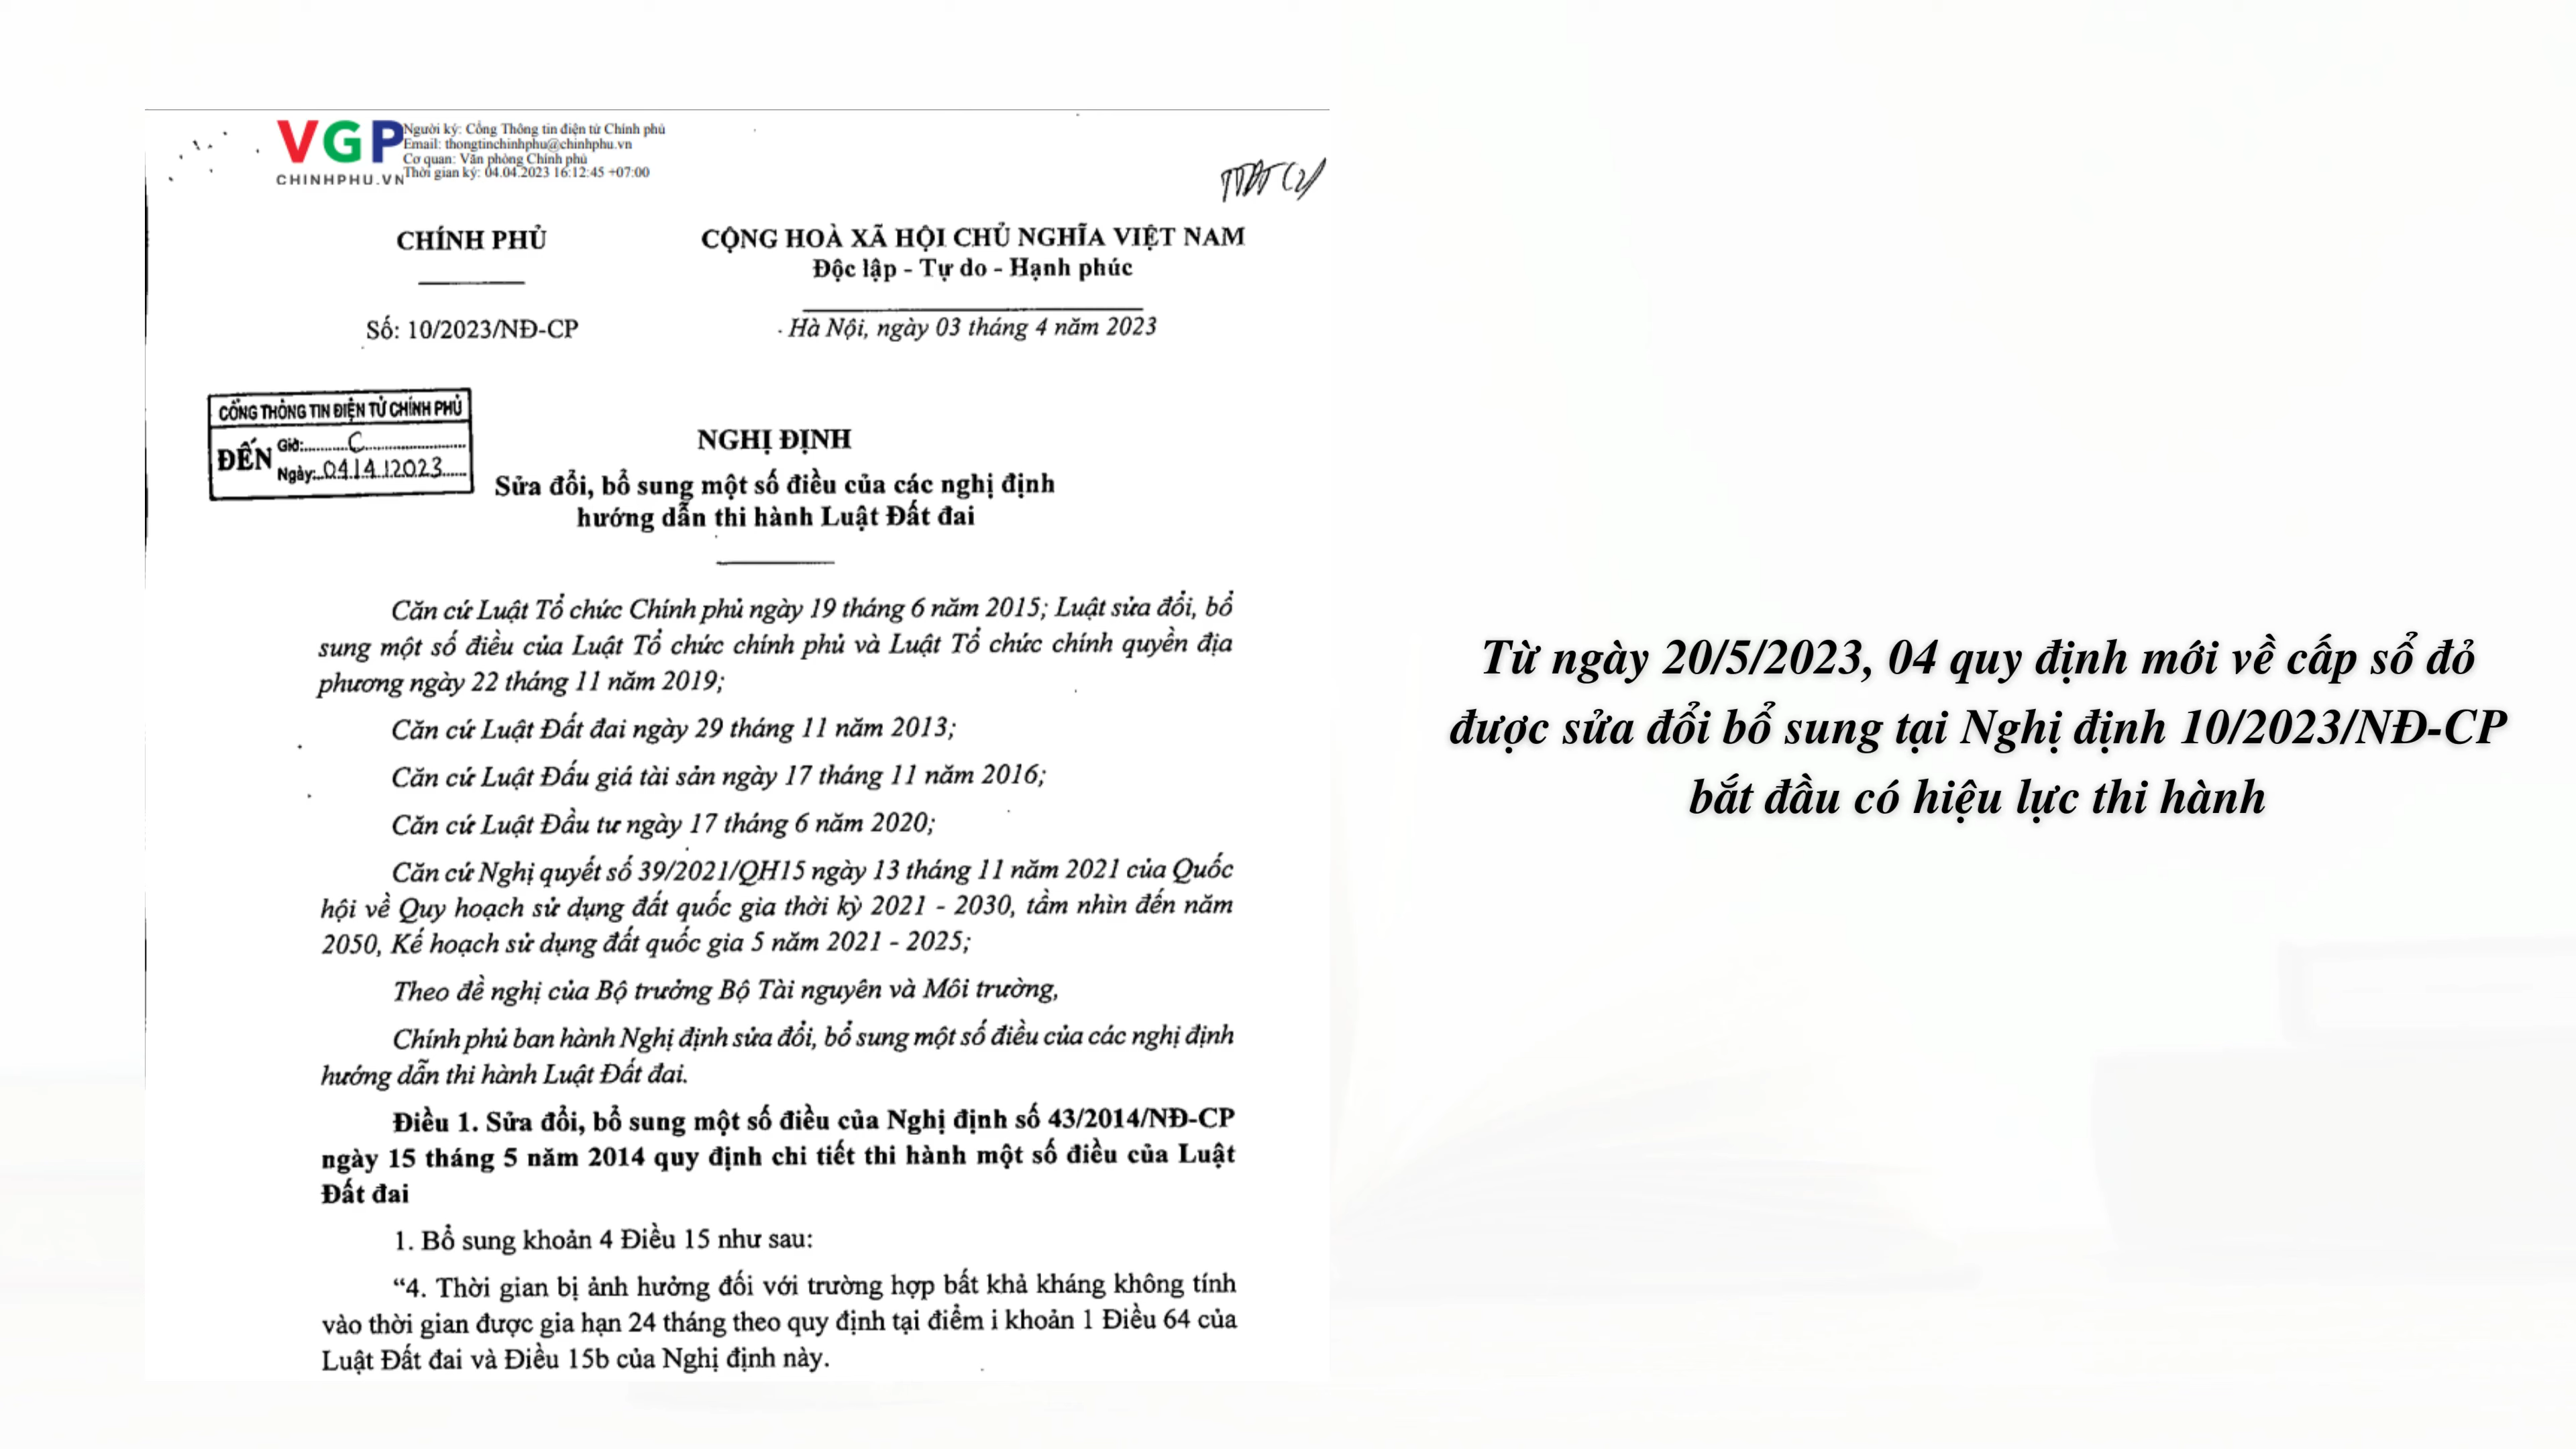 VGP
CHINHPHU.VN
Người ký: Cổng Thông tin điện tử Chính phủ
Email: thongtinchinhphu@chinhphu.vn
Cơ quan: Văn phòng Chính phủ
Thời gian ký: 04.04.2023 16:12:45 +07:00
CHÍNH PHỦ
CỘNG HOÀ XÃ HỘI CHỦ NGHĨA VIỆT NAM
Độc lập - Tự do - Hạnh phúc
Số: 10/2023/NĐ-CP
Hà Nội, ngày 03 tháng 4 năm 2023
CỔNG THÔNG TIN ĐIỆN TỬ CHÍNH PHỦ
ĐẾN
Giờ:...........C.......................
Ngày:...04/4/2023......
NGHỊ ĐỊNH
Sửa đổi, bổ sung một số điều của các nghị định
hướng dẫn thi hành Luật Đất đai
Căn cứ Luật Tổ chức Chính phủ ngày 19 tháng 6 năm 2015; Luật sửa đổi, bổ
sung một số điều của Luật Tổ chức chính phủ và Luật Tổ chức chính quyền địa
phương ngày 22 tháng 11 năm 2019;
Căn cứ Luật Đất đai ngày 29 tháng 11 năm 2013;
Căn cứ Luật Đấu giá tài sản ngày 17 tháng 11 năm 2016;
Căn cứ Luật Đầu tư ngày 17 tháng 6 năm 2020;
Căn cứ Nghị quyết số 39/2021/QH15 ngày 13 tháng 11 năm 2021 của Quốc
hội về Quy hoạch sử dụng đất quốc gia thời kỳ 2021 - 2030, tầm nhìn đến năm
2050, Kế hoạch sử dụng đất quốc gia 5 năm 2021 - 2025;
Theo đề nghị của Bộ trưởng Bộ Tài nguyên và Môi trường,
Chính phủ ban hành Nghị định sửa đổi, bổ sung một số điều của các nghị định
hướng dẫn thi hành Luật Đất đai.
Điều 1. Sửa đổi, bổ sung một số điều của Nghị định số 43/2014/NĐ-CP
ngày 15 tháng 5 năm 2014 quy định chi tiết thi hành một số điều của Luật
Đất đai
1. Bổ sung khoản 4 Điều 15 như sau:
“4. Thời gian bị ảnh hưởng đối với trường hợp bất khả kháng không tính
vào thời gian được gia hạn 24 tháng theo quy định tại điểm i khoản 1 Điều 64 của
Luật Đất đai và Điều 15b của Nghị định này.
Từ ngày 20/5/2023, 04 quy định mới về cấp sổ đỏ
được sửa đổi bổ sung tại Nghị định 10/2023/NĐ-CP
bắt đầu có hiệu lực thi hành